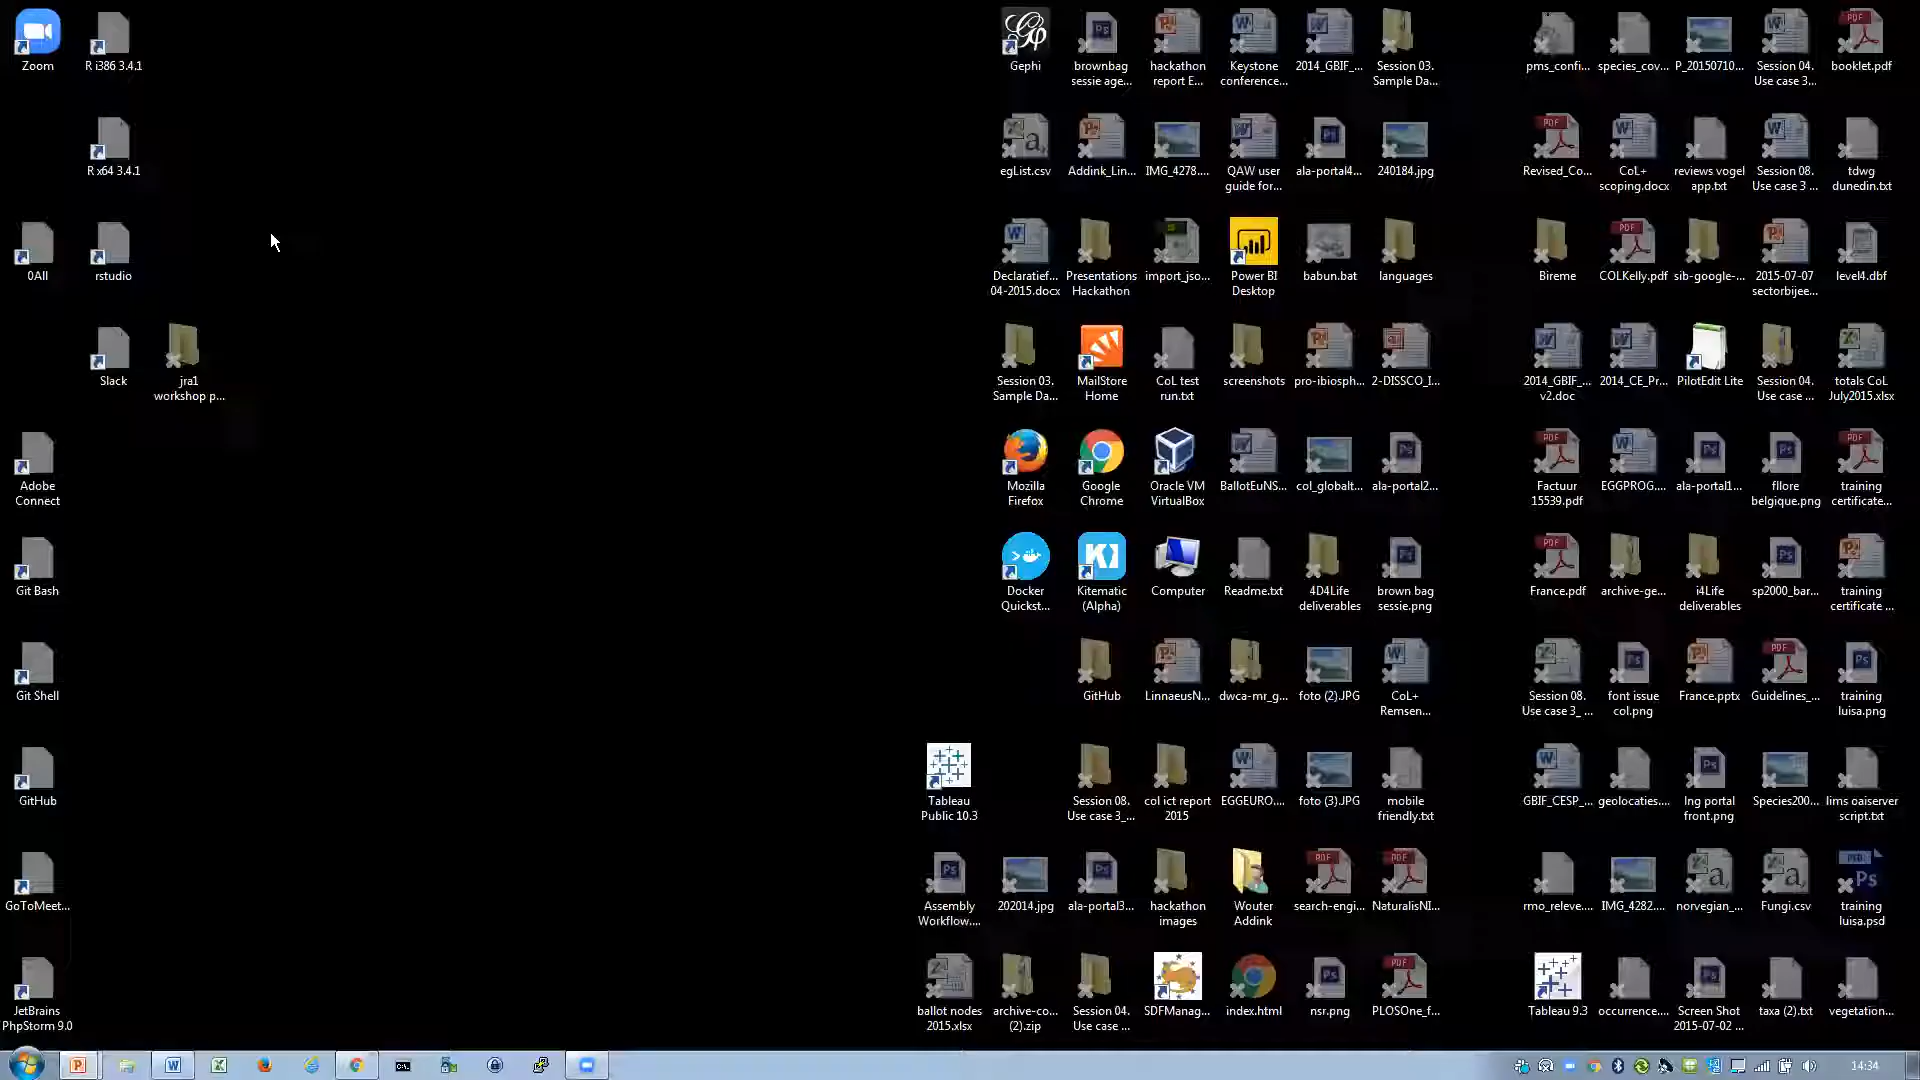 Zoom
R i386 3.4.1
Gephi
brownbag
sessie age...
hackathon
report E...
Keystone
conference...
2014_GBIF_...
Session 03.
Sample Da...
pms_confi...
species_cov...
P_20150710...
Session 04.
Use case 3...
booklet.pdf
R x64 3.4.1
egList.csv
Addink_Lin...
IMG_4278....
QAW user
guide for...
ala-portal4...
240184.jpg
Revised_Co...
CoL+
scoping.docx
reviews vogel
app.txt
Session 08.
Use case 3 ...
tdwg
dunedin.txt
0All
rstudio
Declaratief...
04-2015.docx
Presentations
Hackathon
import_jso...
Power BI
Desktop
babun.bat
languages
Bireme
COLKelly.pdf
sib-google-...
2015-07-07
sectorbijee...
level4.dbf
Slack
jra1
workshop p...
Session 03.
Sample Da...
MailStore
Home
CoL test
run.txt
screenshots
pro-ibiosph...
2-DISSCO_I...
2014_GBIF_...
v2.doc
2014_CE_Pr...
PilotEdit Lite
Session 04.
Use case ...
totals CoL
July2015.xlsx
Adobe
Connect
Mozilla
Firefox
Google
Chrome
Oracle VM
VirtualBox
BallotEuNS...
col_globalt...
ala-portal2...
Factuur
15539.pdf
EGGPROG....
ala-portal1...
fllore
belgique.png
training
certificate...
Git Bash
Docker
Quickst...
Kitematic
(Alpha)
Computer
Readme.txt
4D4Life
deliverables
brown bag
sessie.png
France.pdf
archive-ge...
i4Life
deliverables
sp2000_bar...
training
certificate ...
Git Shell
GitHub
LinnaeusN...
dwca-mr_g...
foto (2).JPG
CoL+
Remsen...
Session 08.
Use case 3_ ...
font issue
col.png
France.pptx
Guidelines_...
training
luisa.png
GitHub
Tableau
Public 10.3
Session 08.
Use case 3_...
col ict report
2015
EGGEURO....
foto (3).JPG
mobile
friendly.txt
GBIF_CESP_...
geolocaties....
lng portal
front.png
Species200...
lims oaiserver
script.txt
GoToMeet...
Assembly
Workflow....
202014.jpg
ala-portal3...
hackathon
images
Wouter
Addink
search-engi...
NaturalisNI...
rmo_releve....
IMG_4282....
norvegian_...
Fungi.csv
training
luisa.psd
JetBrains
PhpStorm 9.0
ballot nodes
2015.xlsx
archive-co...
(2).zip
Session 04.
Use case ...
SDFManag...
index.html
nsr.png
PLOSOne_f...
Tableau 9.3
occurrence....
Screen Shot
2015-07-02 ...
taxa (2).txt
vegetation...
14:34